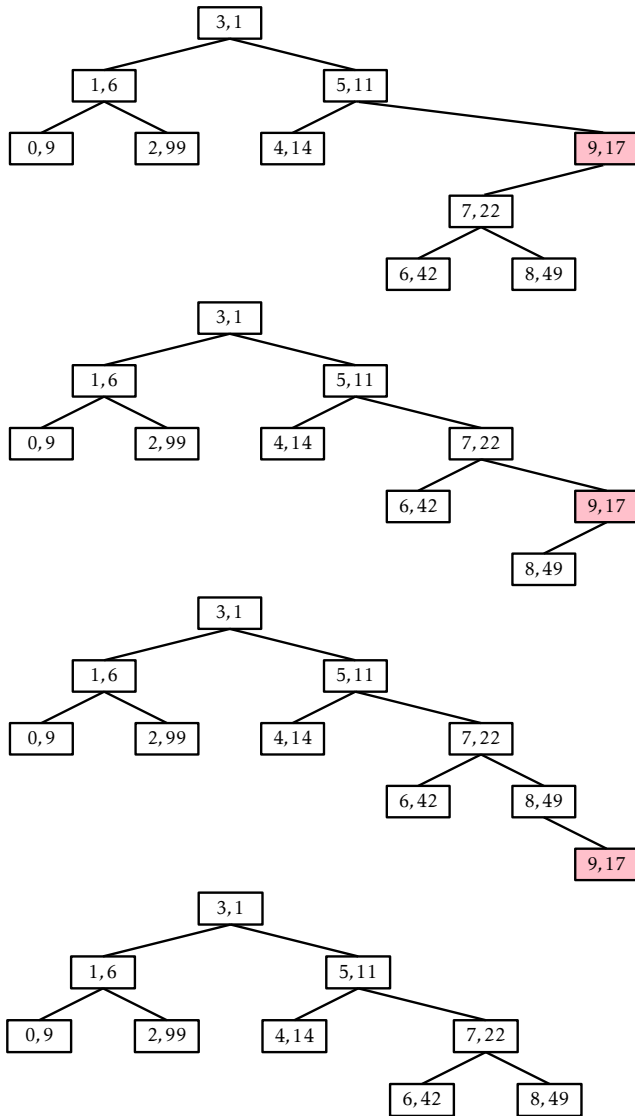 3, 1
1, 6 5, 11
0, 9 2, 99 4, 14 9, 17
7, 22
6, 42 8, 49
3, 1
1, 6 5, 11
0, 9 2, 99 4, 14 7, 22
6, 42 9, 17
8, 49
3, 1
1, 6 5, 11
0, 9 2, 99 4, 14 7, 22
6, 42 8, 49
9, 17
3, 1
1, 6 5, 11
0, 9 2, 99 4, 14 7, 22
6, 42 8, 49